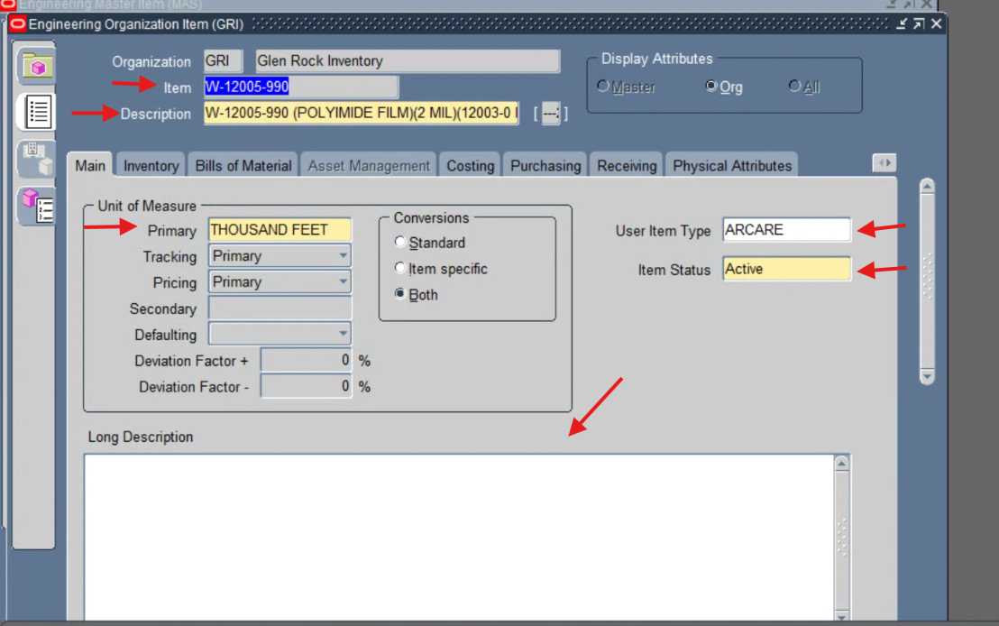 Engineering Master Item (MAS)
Engineering Organization Item (GRI)
Organization GRI Glen Rock Inventory
Item W-12005-990
Description W-12005-990 (POLYIMIDE FILM)(2 MIL)(12003-0 [ ]
Display Attributes
Master Org All
Main Inventory Bills of Material Asset Management Costing Purchasing Receiving Physical Attributes
Unit of Measure
Primary THOUSAND FEET
Tracking Primary
Pricing Primary
Secondary
Defaulting
Deviation Factor + 0 %
Deviation Factor - 0 %
Conversions
Standard
Item specific
Both
User Item Type ARCARE
Item Status Active
Long Description